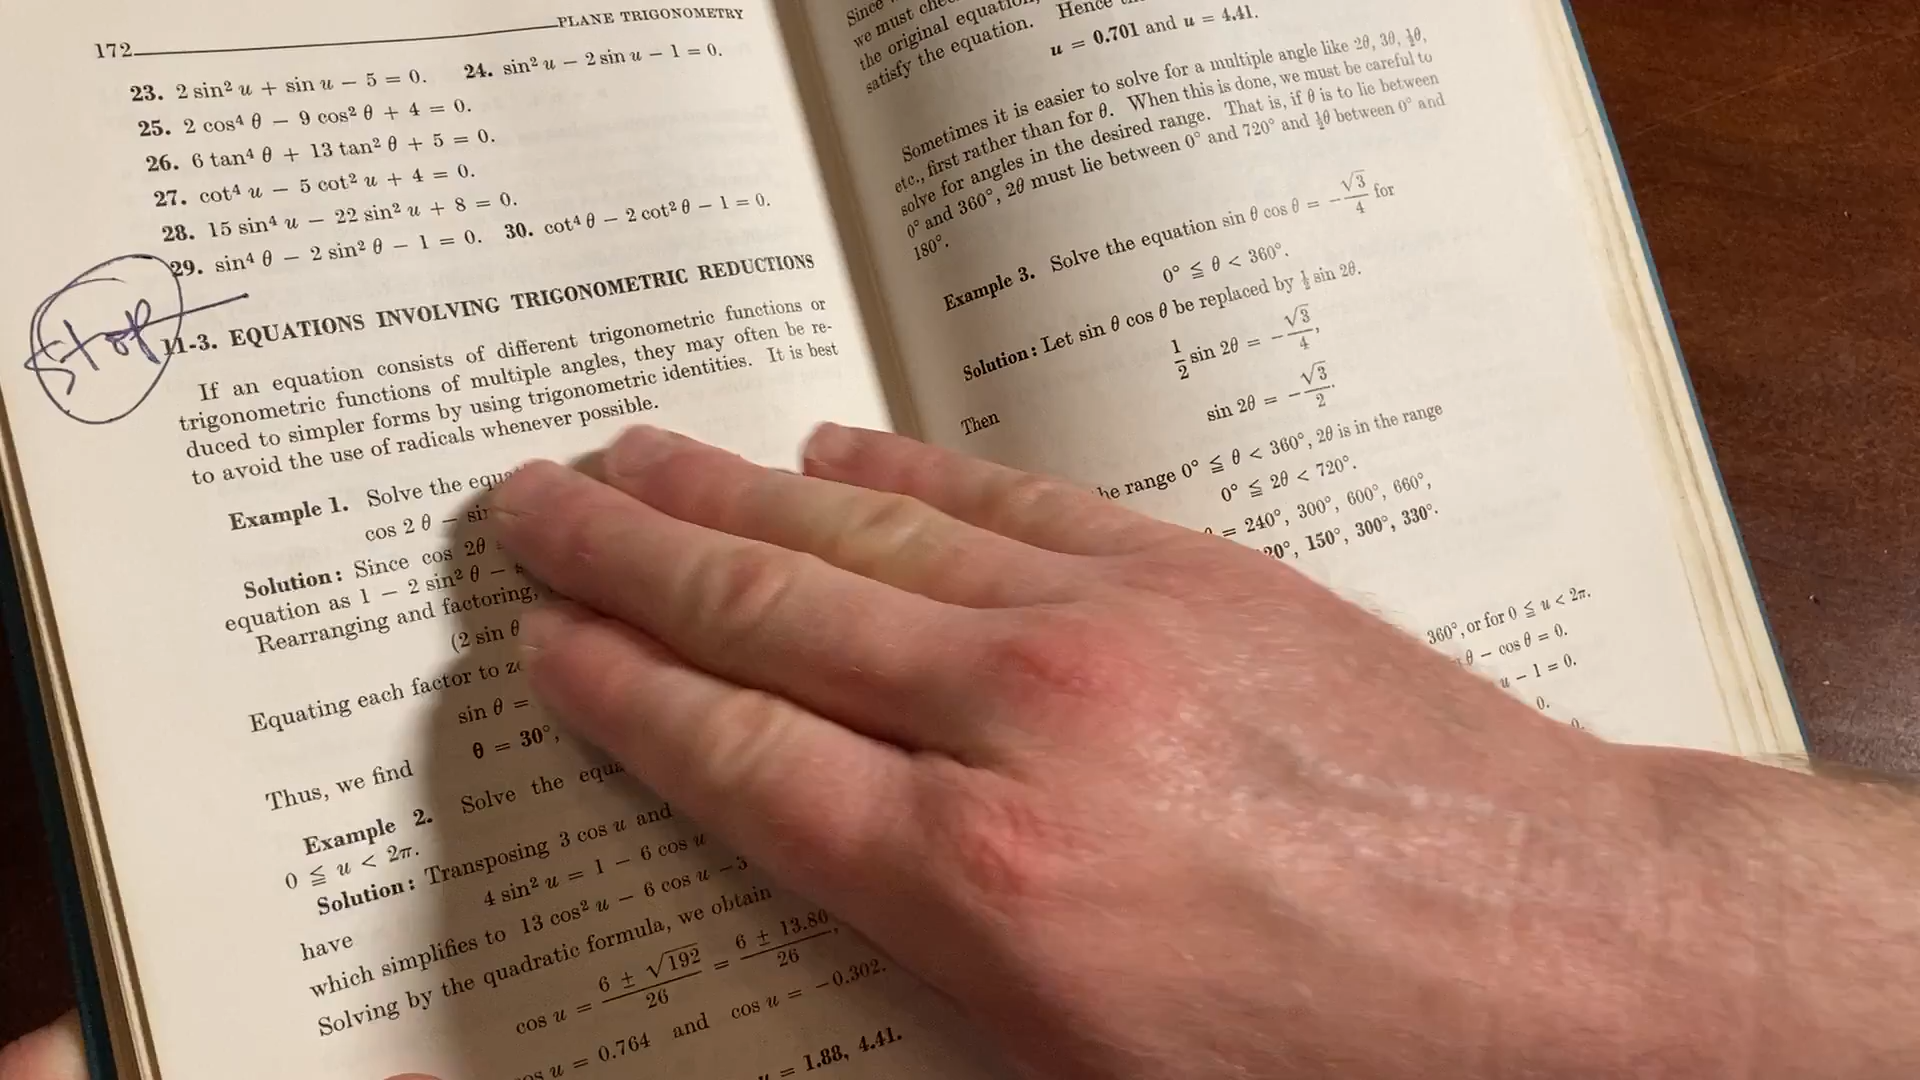 172 PLANE TRIGONOMETRY
23. 2 sin² u + sin u − 5 = 0. 24. sin² u − 2 sin u − 1 = 0.
25. 2 cos⁴ θ − 9 cos² θ + 4 = 0.
26. 6 tan⁴ θ + 13 tan² θ + 5 = 0.
27. cot⁴ u − 5 cot² u + 4 = 0.
28. 15 sin⁴ u − 22 sin² u + 8 = 0.
29. sin⁴ θ − 2 sin² θ − 1 = 0. 30. cot⁴ θ − 2 cot² θ − 1 = 0.
Stop
11-3. EQUATIONS INVOLVING TRIGONOMETRIC REDUCTIONS
If an equation consists of different trigonometric functions or
trigonometric functions of multiple angles, they may often be re-
duced to simpler forms by using trigonometric identities. It is best
to avoid the use of radicals whenever possible.
Example 1. Solve the
cos 2 θ −
Solution: Since cos 2θ
equation as 1 − 2 sin² θ −
Rearranging and factoring,
(2 sin θ
Equating each factor to
sin θ =
Thus, we find θ = 30°,
Example 2. Solve the
0 ≦ u < 2π.
Solution: Transposing 3 cos u and
have 4 sin² u = 1 − 6 cos u
which simplifies to 13 cos² u − 6 cos u − 3
Solving by the quadratic formula, we obtain
cos u = 6 ± √192 / 26 = 6 ± 13.86 / 26,
u = 0.764 and cos u = −0.302.
= 1.88, 4.41.
Since
we must
the original equation,
satisfy the equation. Hence
u = 0.701 and u = 4.41.
Sometimes it is easier to solve for a multiple angle like 2θ, 3θ, ½θ,
etc., first rather than for θ. When this is done, we must be careful to
solve for angles in the desired range. That is, if θ is to lie between
0° and 360°, 2θ must lie between 0° and 720° and ½θ between 0° and
180°.
Example 3. Solve the equation sin θ cos θ = −√3/4 for
0° ≦ θ < 360°.
Solution: Let sin θ cos θ be replaced by ½ sin 2θ.
1/2 sin 2θ = −√3/4,
Then sin 2θ = −√3/2.
range 0° ≦ θ < 360°, 2θ is in the range
0° ≦ 2θ < 720°.
= 240°, 300°, 600°, 660°,
150°, 300°, 330°.
360°, or for 0 ≦ u < 2π.
θ − cos θ = 0.
u − 1 = 0.
0.
0.